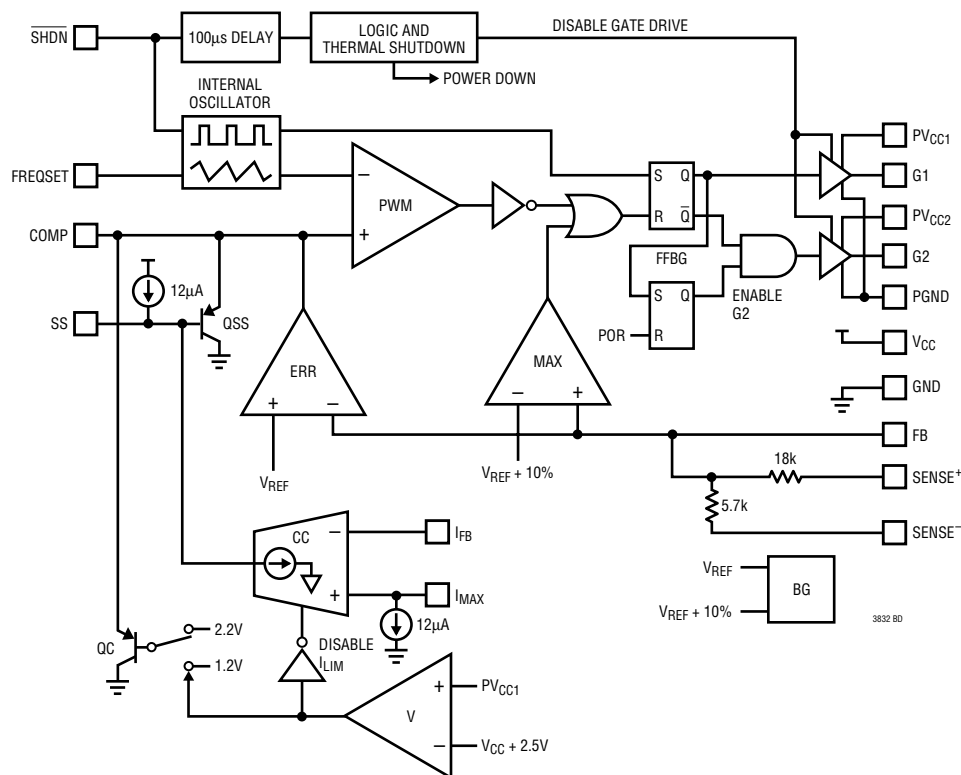 SHDN
100µs DELAY
LOGIC AND
THERMAL SHUTDOWN
DISABLE GATE DRIVE
POWER DOWN
INTERNAL
OSCILLATOR
FREQSET
COMP
12µA
SS
QSS
PWM
–
+
ERR
+
–
VREF
MAX
–
+
VREF + 10%
S
Q
R
Q
FFBG
S
Q
POR
R
ENABLE
G2
PVCC1
G1
PVCC2
G2
PGND
VCC
GND
FB
18k
SENSE+
5.7k
SENSE–
CC
–
+
IFB
IMAX
12µA
DISABLE
ILIM
QC
2.2V
1.2V
V
+
–
PVCC1
VCC + 2.5V
VREF
VREF + 10%
BG
3832 BD